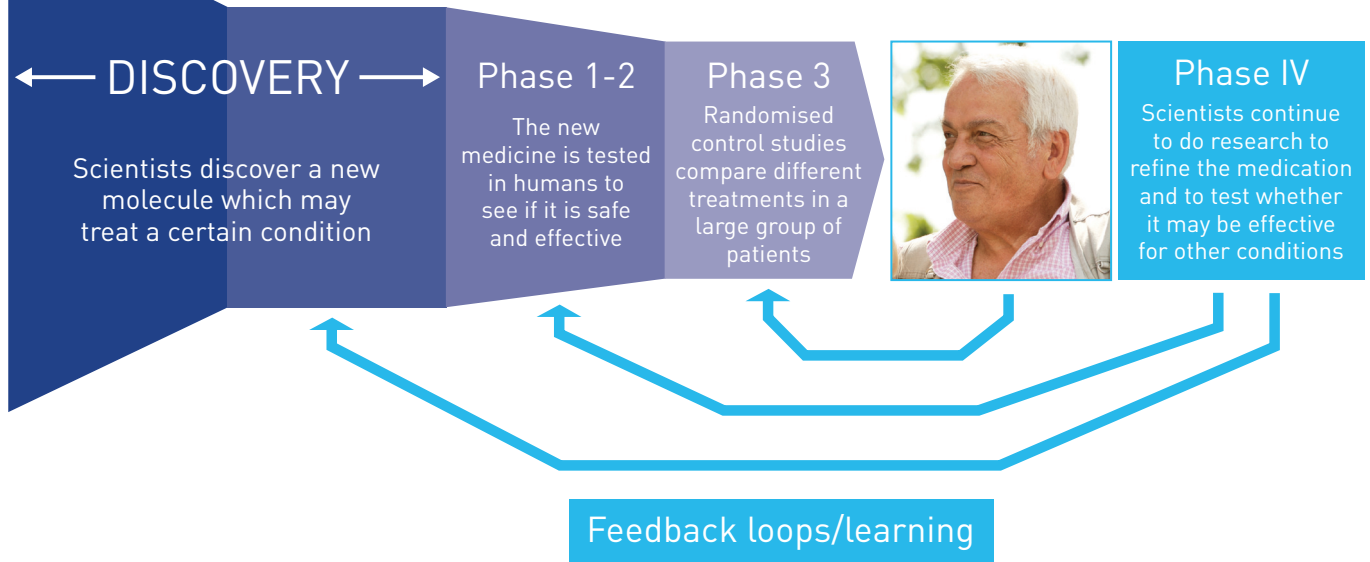 DISCOVERY
Scientists discover a new
molecule which may
treat a certain condition
Phase 1-2
The new
medicine is tested
in humans to
see if it is safe
and effective
Phase 3
Randomised
control studies
compare different
treatments in a
large group of
patients
Phase IV
Scientists continue
to do research to
refine the medication
and to test whether
it may be effective
for other conditions
Feedback loops/learning